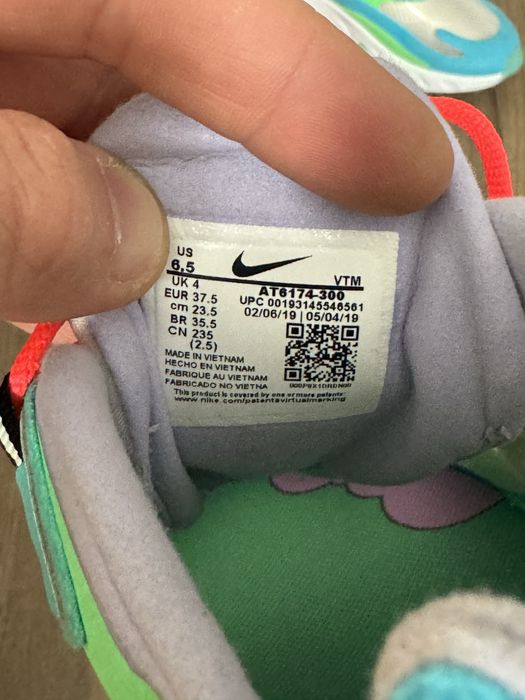 US
6.5
VTM
UK 4
AT6174-300
EUR 37.5
UPC 00193145546561
cm 23.5
02/06/19 | 05/04/19
BR 35.5
CN 235
(2.5)
MADE IN VIETNAM
HECHO EN VIETNAM
FABRIQUE AU VIETNAM
FABRICADO NO VIETNA
This product is covered by one or more patents:
www.nike.com/patentsvirtualmarking